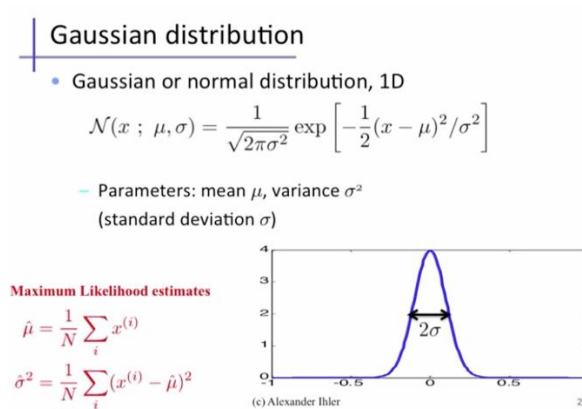 Gaussian distribution
• Gaussian or normal distribution, 1D
𝒩(x ; μ, σ) = 1/√(2πσ²) exp [−1/2(x − μ)²/σ²]
– Parameters: mean μ, variance σ²
(standard deviation σ)
Maximum Likelihood estimates
μ̂ = 1/N ∑_i x^(i)
σ̂² = 1/N ∑_i (x^(i) − μ̂)²
4
3
2
1
0
2σ
-1 -0.5 0 0.5
(c) Alexander Ihler
2